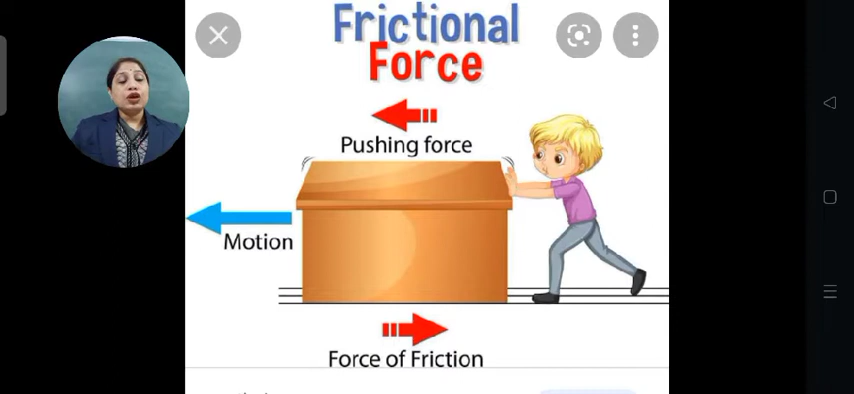 Frictional
Force
Pushing force
Motion
Force of Friction